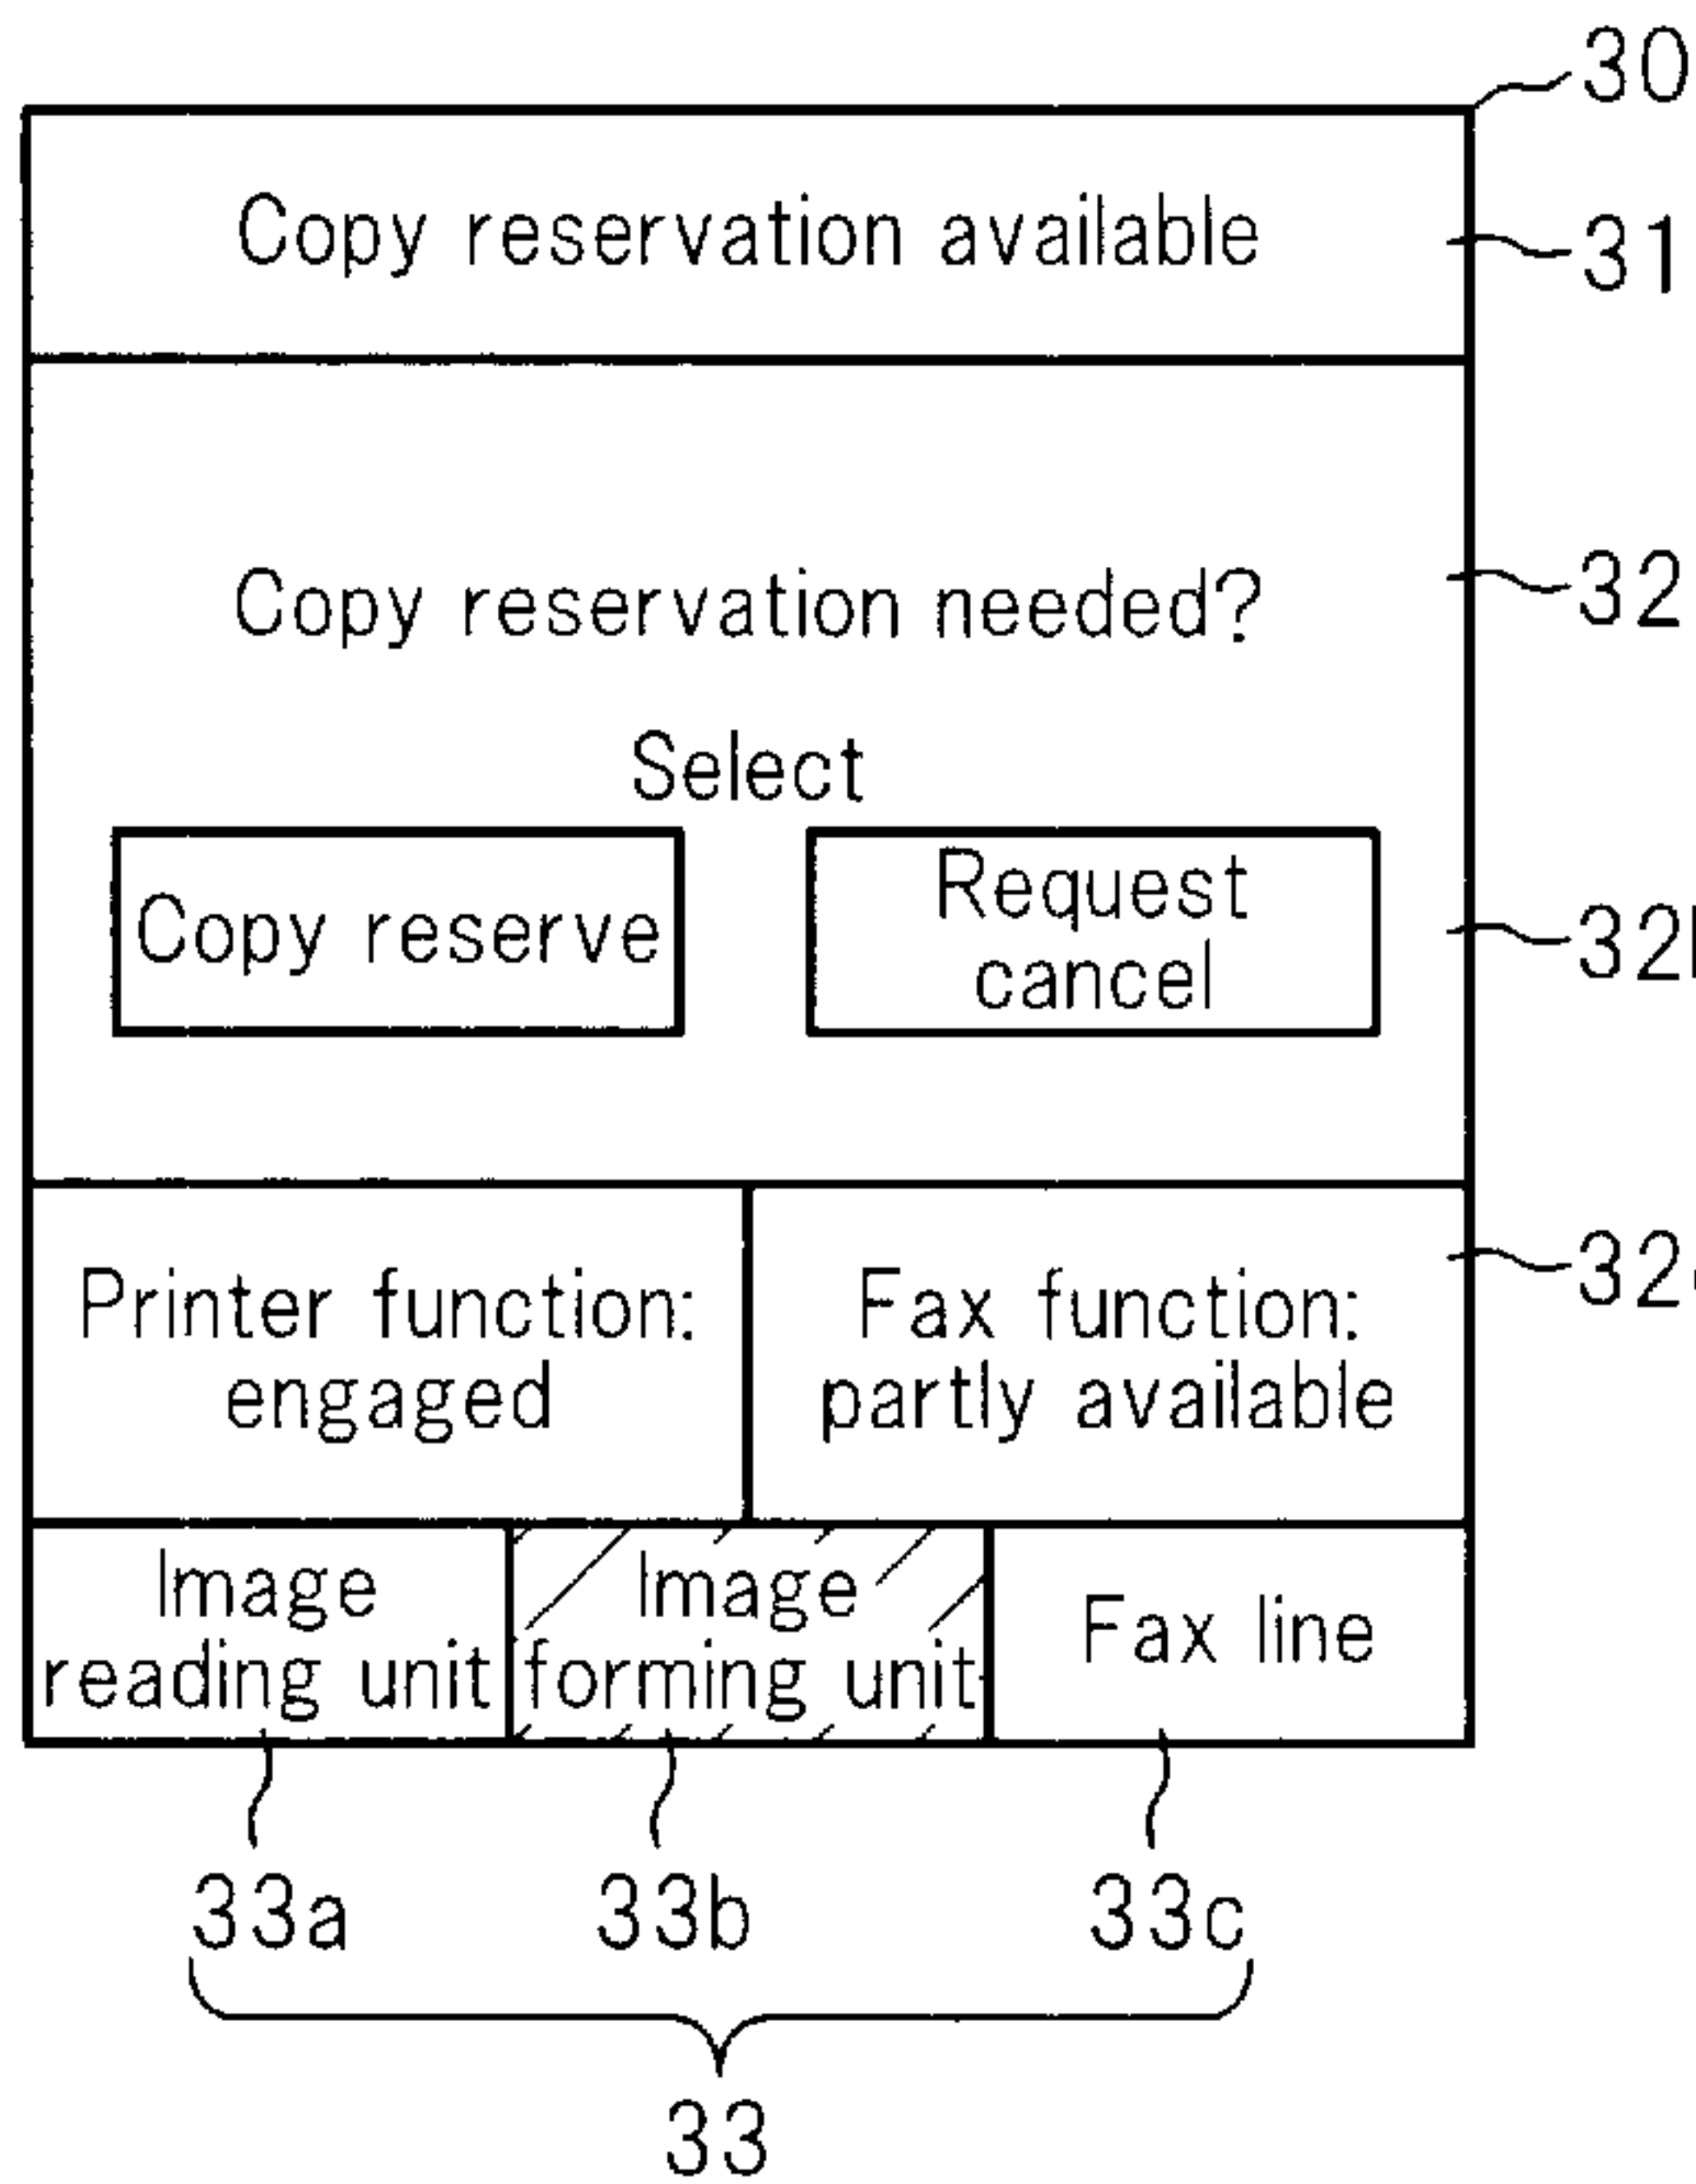 30
Copy reservation available
31
Copy reservation needed?
32
Select
Copy reserve
Request
cancel
Printer function:
engaged
Fax function:
partly available
Image
reading unit
Image
forming unit
Fax line
33a
33b
33c
33